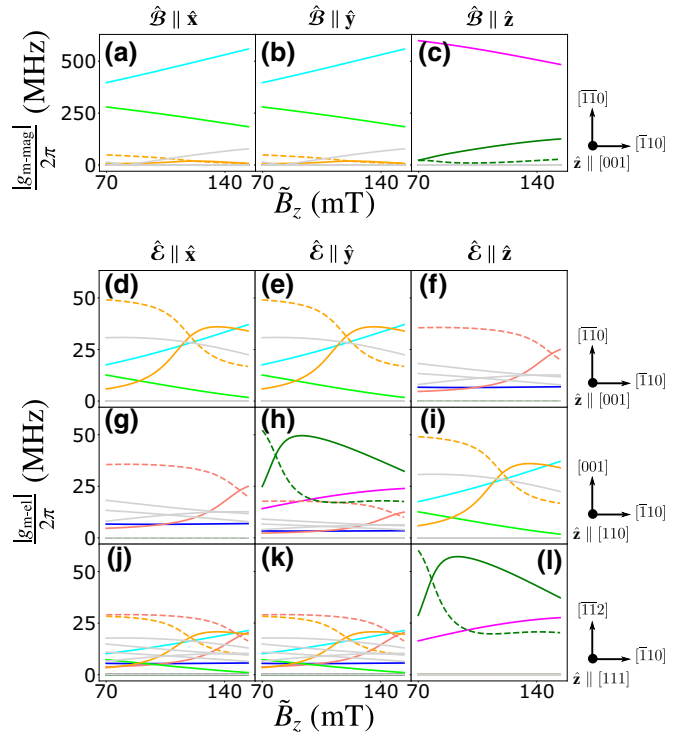 𝓑̂ ∥ x̂ 𝓑̂ ∥ ŷ 𝓑̂ ∥ ẑ
(a) (b) (c)
500
250
0
|g_m-mag|/2π (MHz)
[1̄1̄0]
[1̄10]
ẑ ∥ [001]
70 140 70 140 70 140
B̃_z (mT)
𝓔̂ ∥ x̂ 𝓔̂ ∥ ŷ 𝓔̂ ∥ ẑ
(d) (e) (f)
50
25
0
[1̄1̄0]
[1̄10]
ẑ ∥ [001]
(g) (h) (i)
50
25
0
|g_m-el|/2π (MHz)
[001]
[1̄10]
ẑ ∥ [110]
(j) (k) (l)
50
25
0
[1̄1̄2]
[1̄10]
ẑ ∥ [111]
70 140 70 140 70 140
B̃_z (mT)